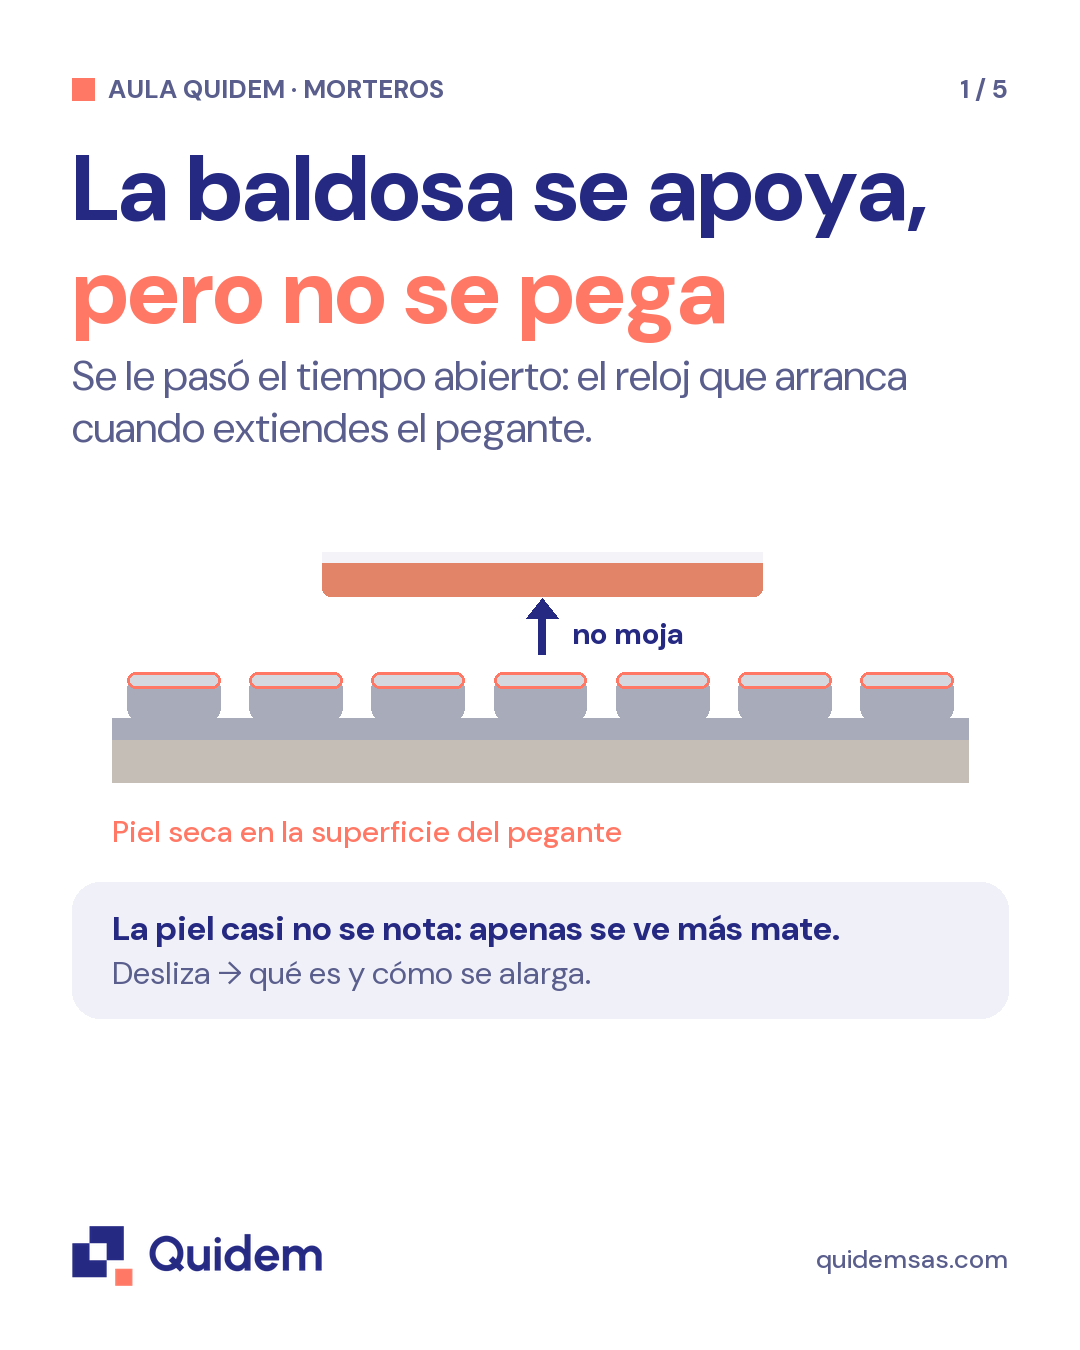 AULA QUIDEM · MORTEROS
1 / 5
La baldosa se apoya,
pero no se pega
Se le pasó el tiempo abierto: el reloj que arranca
cuando extiendes el pegante.
no moja
Piel seca en la superficie del pegante
La piel casi no se nota: apenas se ve más mate.
Desliza → qué es y cómo se alarga.
Quidem
quidemsas.com